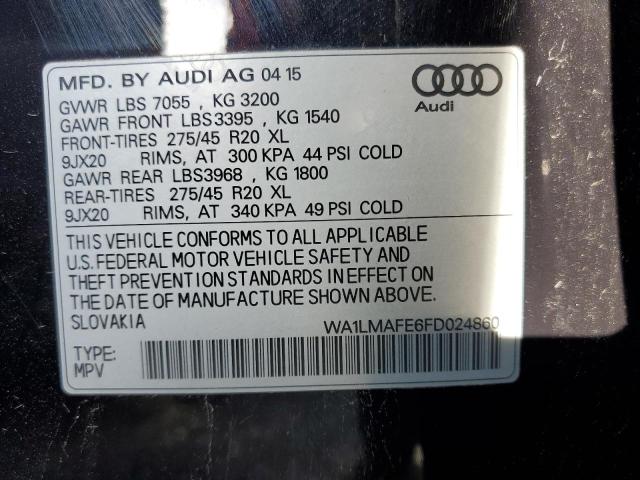 MFD. BY AUDI AG 04 15
Audi
GVWR LBS 7055 , KG 3200
GAWR FRONT LBS3395 , KG 1540
FRONT-TIRES 275/45 R20 XL
9JX20 RIMS, AT 300 KPA 44 PSI COLD
GAWR REAR LBS3968 , KG 1800
REAR-TIRES 275/45 R20 XL
9JX20 RIMS, AT 340 KPA 49 PSI COLD
THIS VEHICLE CONFORMS TO ALL APPLICABLE
U.S. FEDERAL MOTOR VEHICLE SAFETY AND
THEFT PREVENTION STANDARDS IN EFFECT ON
THE DATE OF MANUFACTURE SHOWN ABOVE.
SLOVAKIA WA1LMAFE6FD024860
TYPE:
MPV